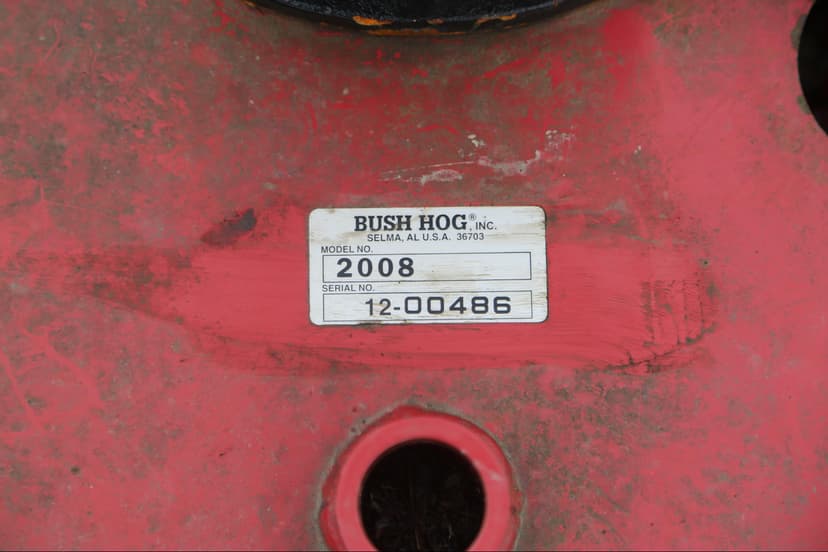 BUSH HOG®, INC.
SELMA, AL U.S.A. 36703
MODEL NO.
2008
SERIAL NO.
12-00486